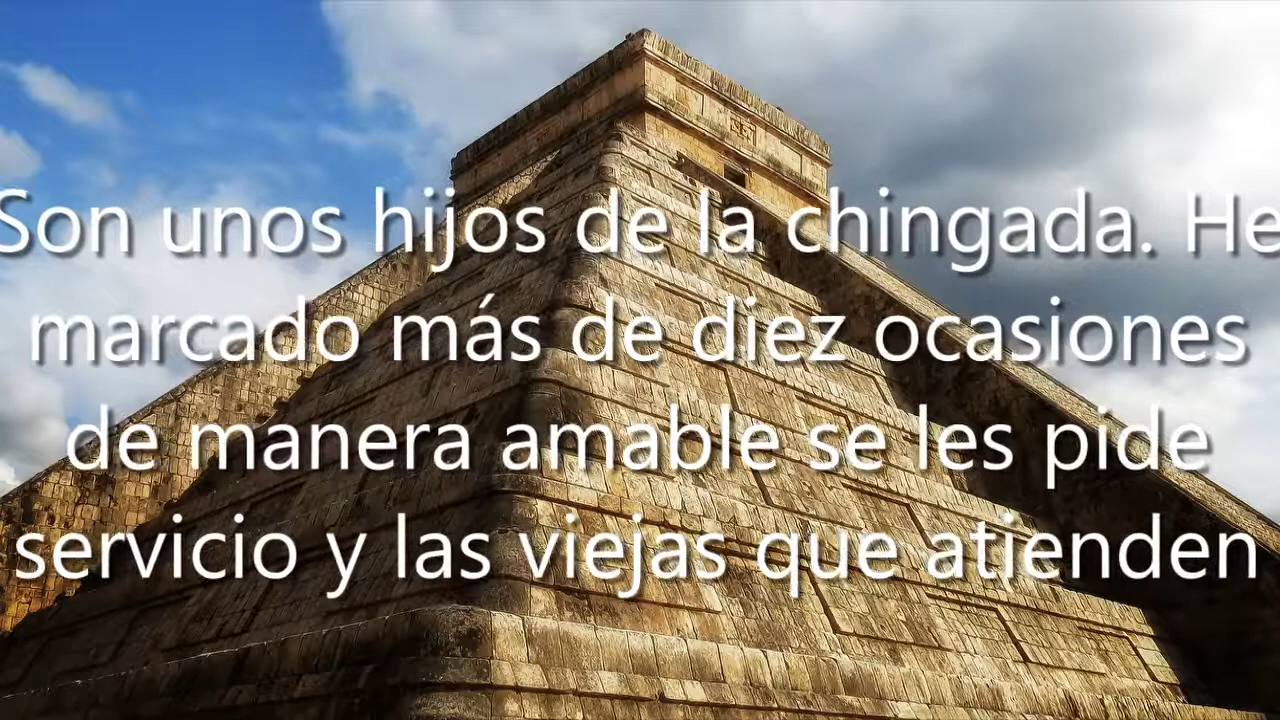 Son unos hijos de la chingada. He
marcado más de diez ocasiones
de manera amable se les pide
servicio y las viejas que atienden